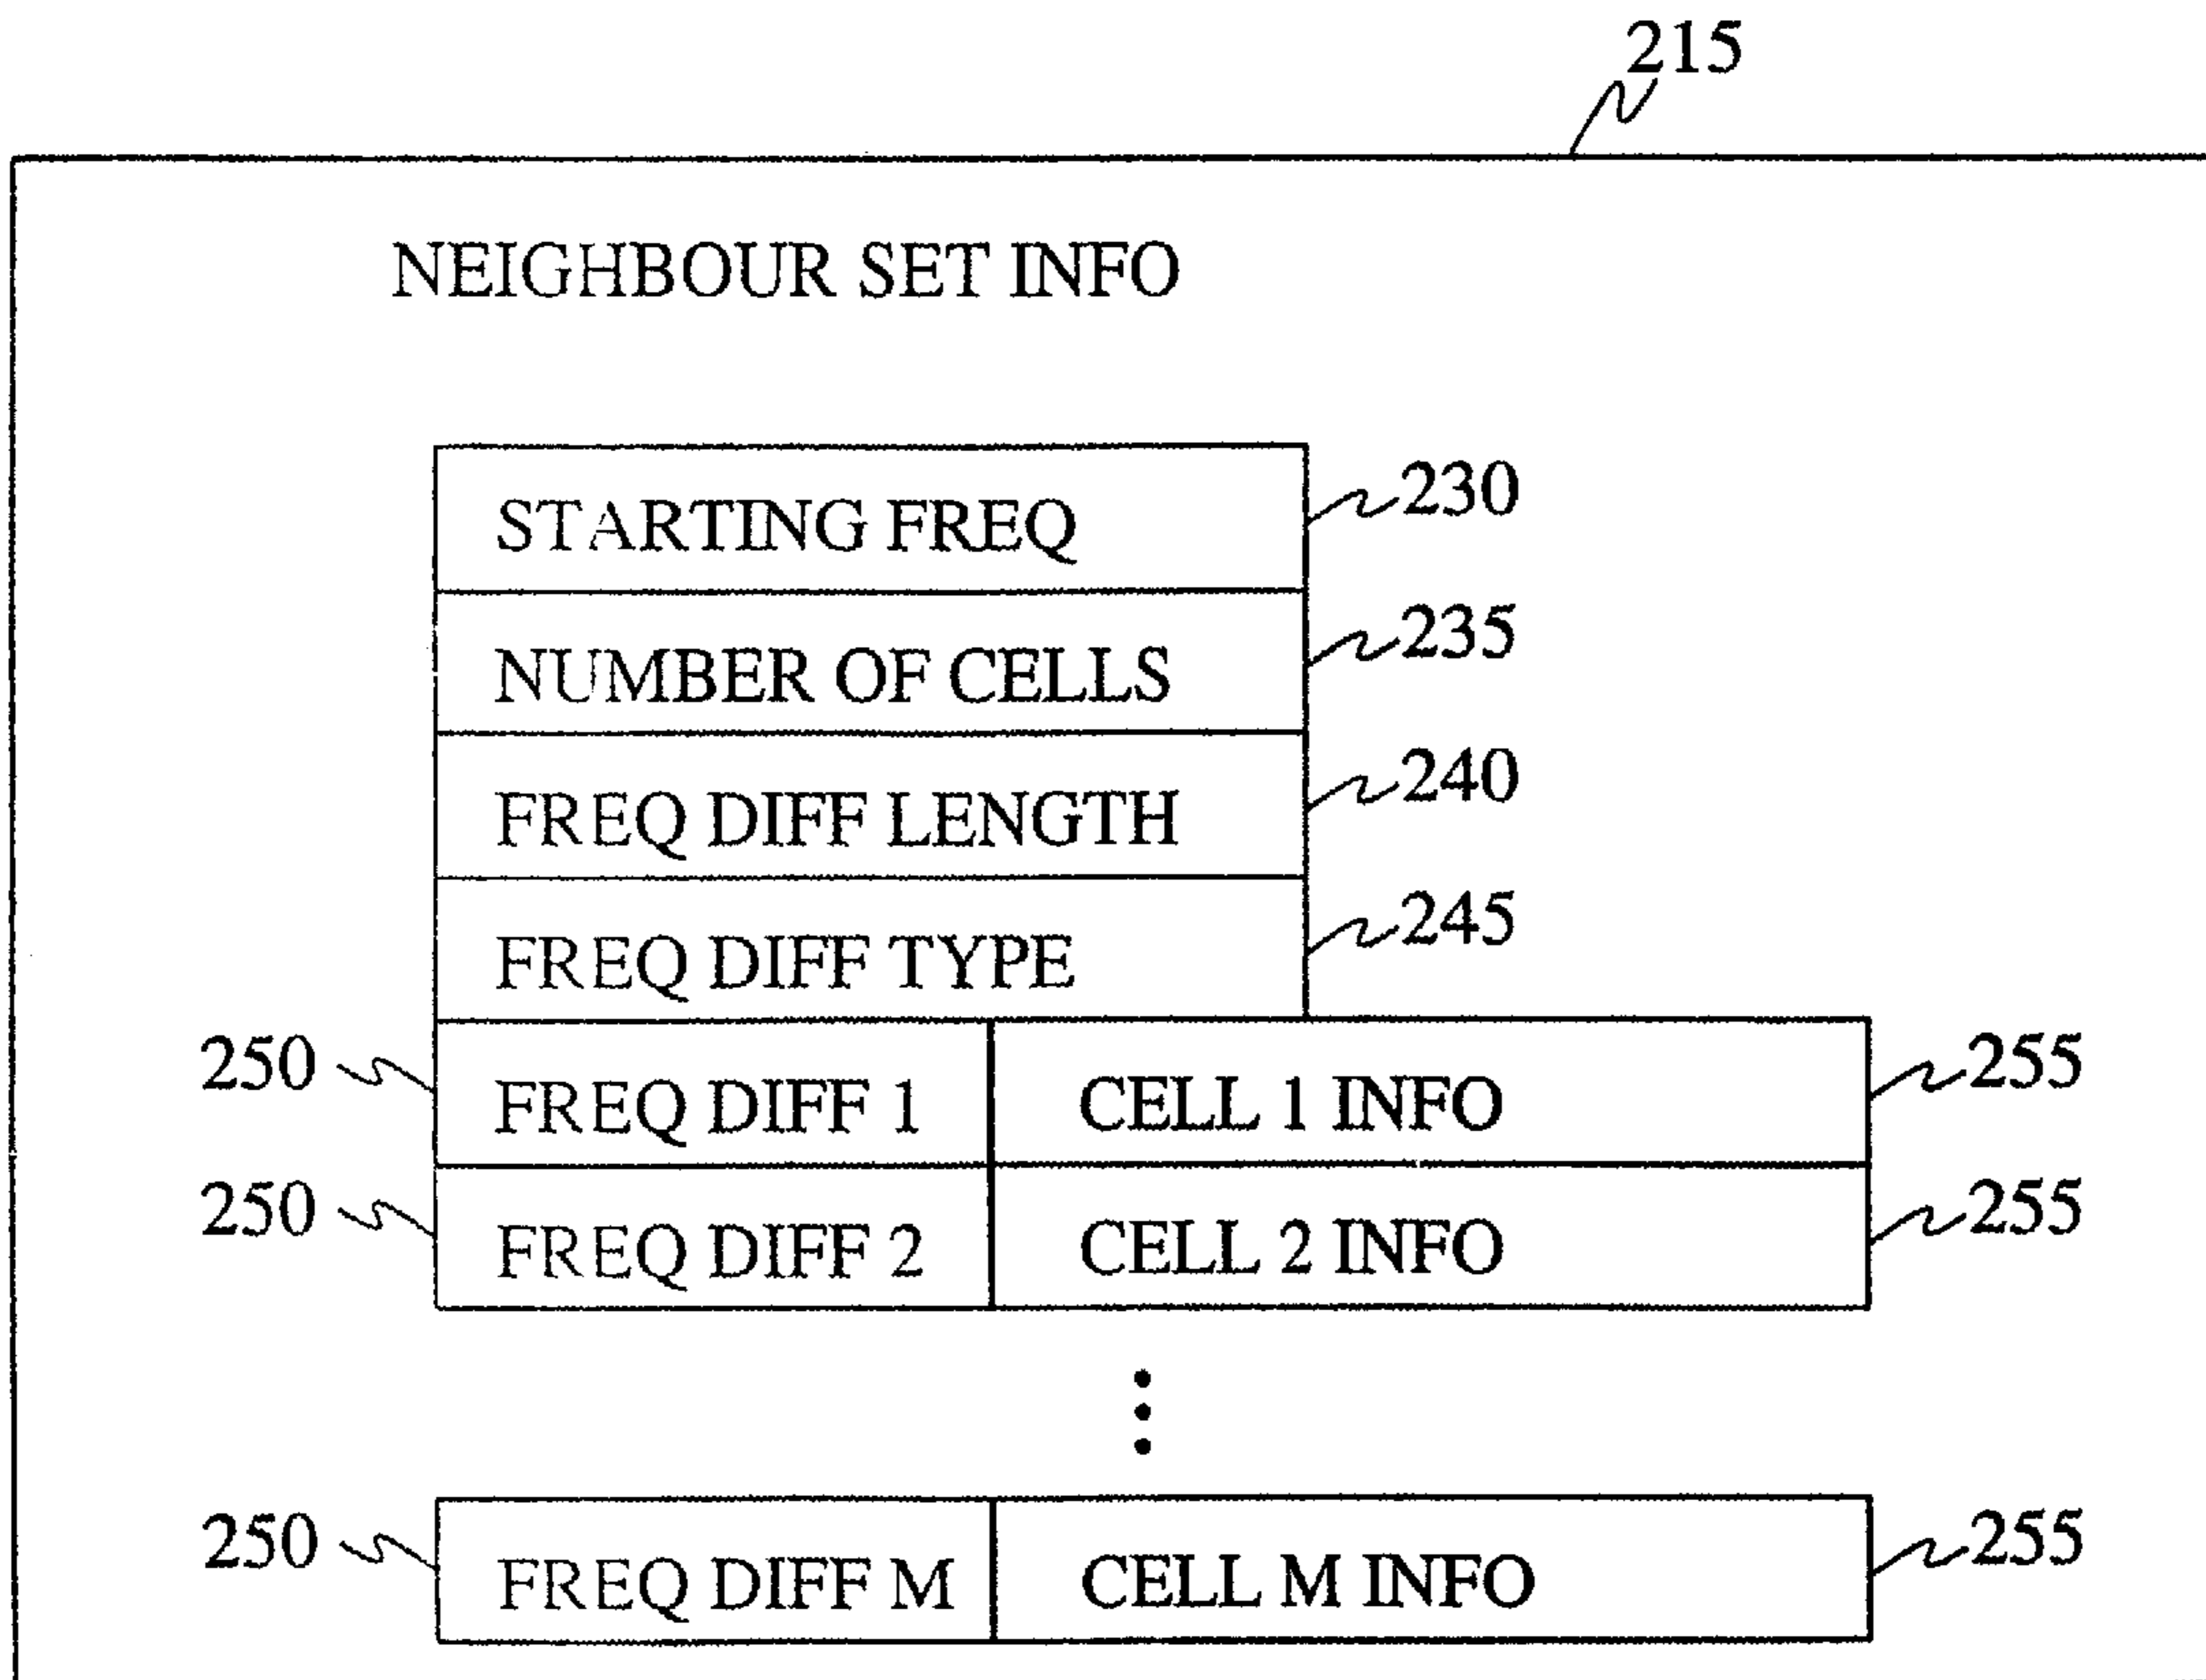 215
NEIGHBOUR SET INFO
STARTING FREQ 230
NUMBER OF CELLS 235
FREQ DIFF LENGTH 240
FREQ DIFF TYPE 245
250 FREQ DIFF 1 CELL 1 INFO 255
250 FREQ DIFF 2 CELL 2 INFO 255
250 FREQ DIFF M CELL M INFO 255